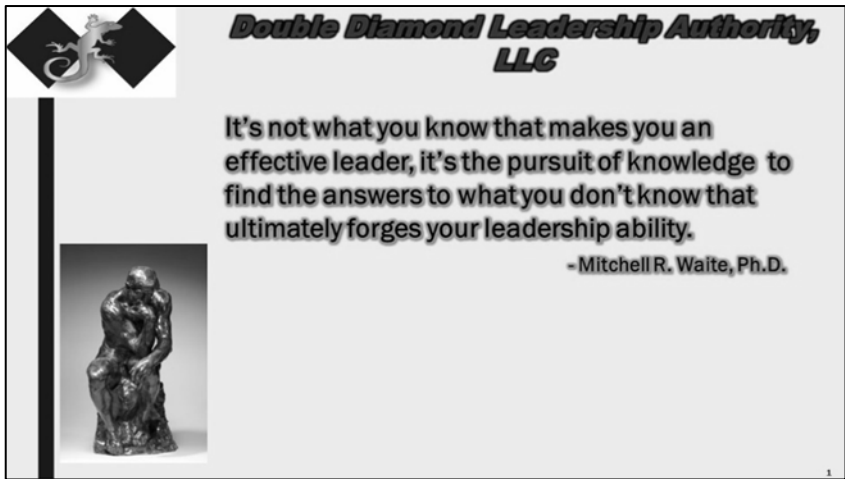 Double Diamond Leadership Authority,
LLC
It's not what you know that makes you an
effective leader, it's the pursuit of knowledge to
find the answers to what you don't know that
ultimately forges your leadership ability.
- Mitchell R. Waite, Ph.D.
1